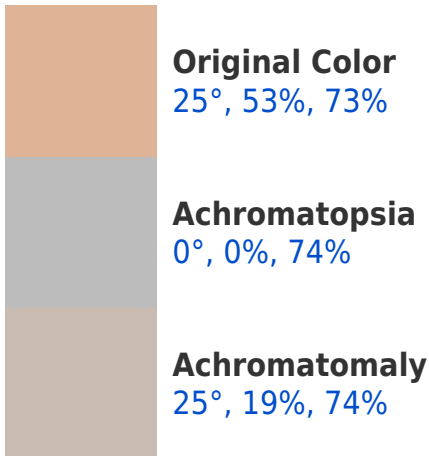 Original Color
25°, 53%, 73%
Achromatopsia
0°, 0%, 74%
Achromatomaly
25°, 19%, 74%